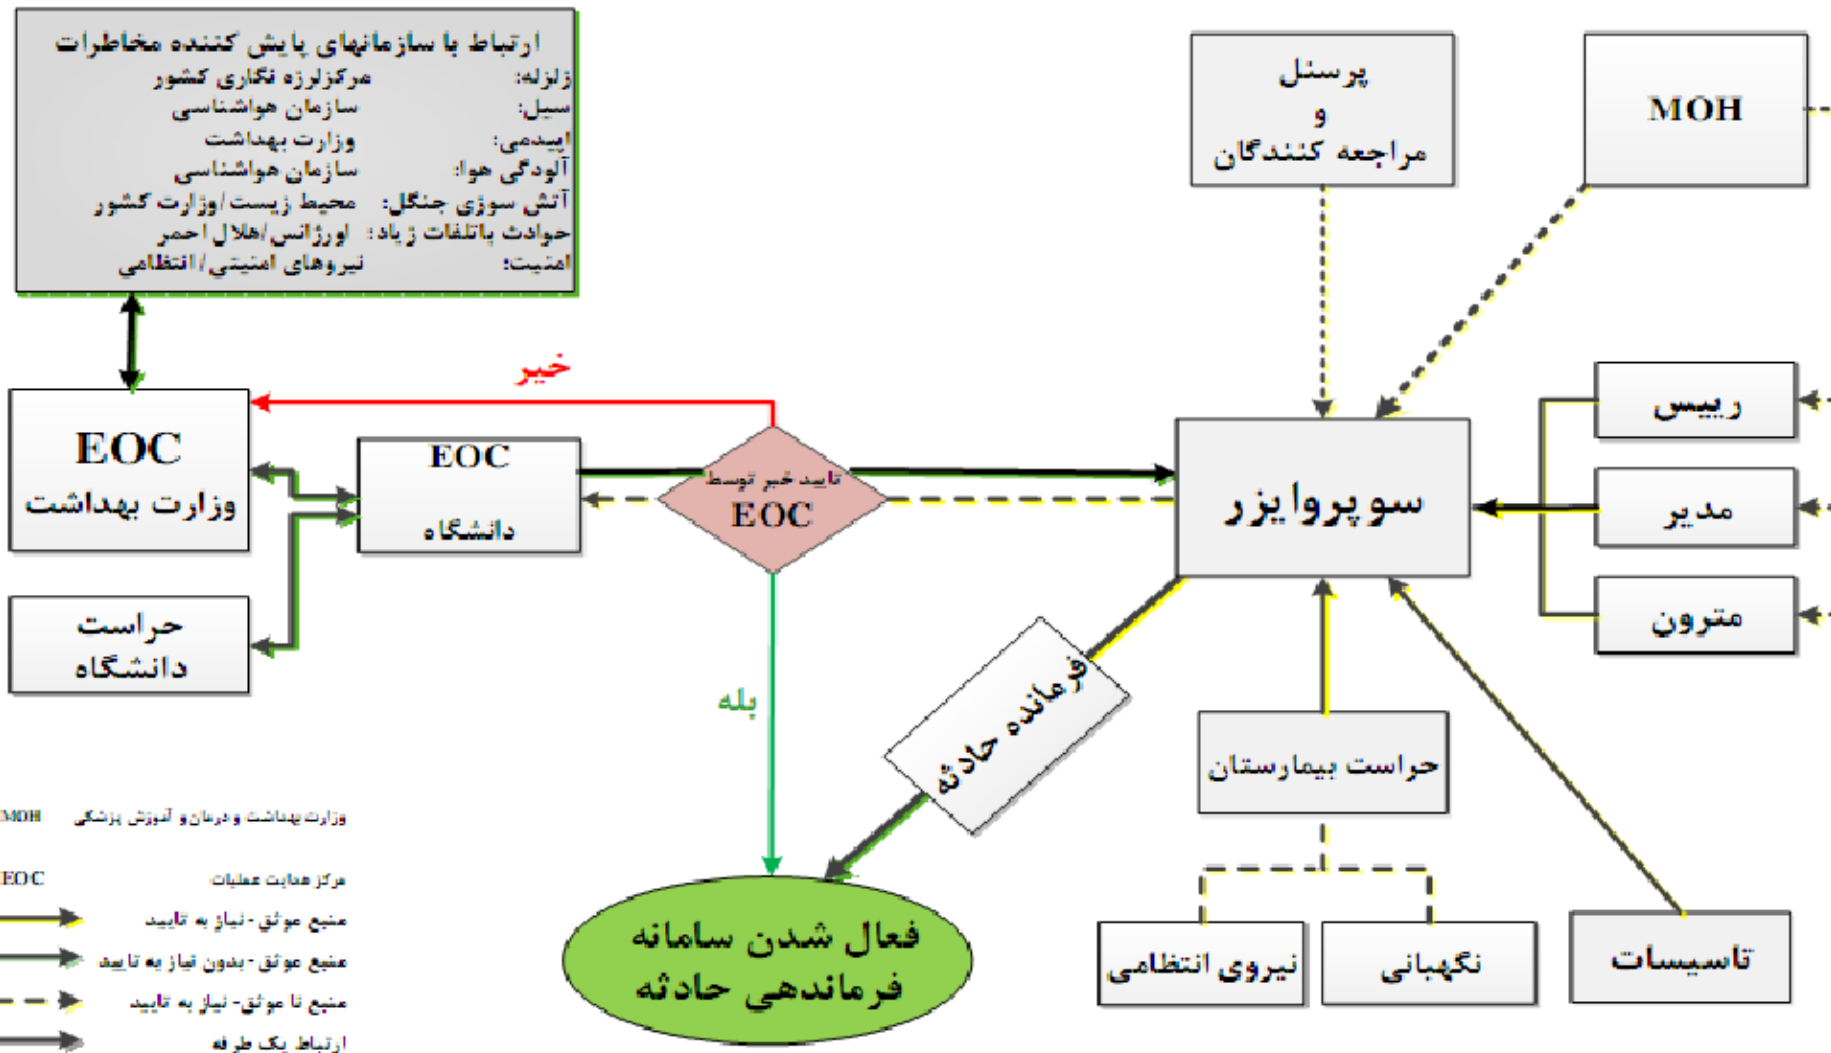 ارتباط با سازمانهای پایش کننده مخاطرات
زلزله: مرکزلرزه نگاری کشور
سیل: سازمان هواشناسی
اپیدمی: وزارت بهداشت
آلودگی هوا: سازمان هواشناسی
آتش سوزی جنگل: محیط زیست/وزارت کشور
حوادث باتلفات زیاد: اورژانس/هلال احمر
امنیت: نیروهای امنیتی/انتظامی
پرسنل
و
مراجعه کنندگان
MOH
خیر
EOC
وزارت بهداشت
EOC
دانشگاه
تایید خبر توسط
EOC
سوپروایزر
رییس
مدیر
مترون
حراست
دانشگاه
بله
فرمانده حادثه
حراست بیمارستان
نیروی انتظامی
نگهبانی
تاسیسات
فعال شدن سامانه
فرماندهی حادثه
MOH وزارت بهداشت و درمان و آموزش پزشکی
EOC مرکز هدایت عملیات
منبع موثق - نیاز به تایید
منبع موثق - بدون نیاز به تایید
منبع نا موثق- نیاز به تایید
ارتباط یک طرفه